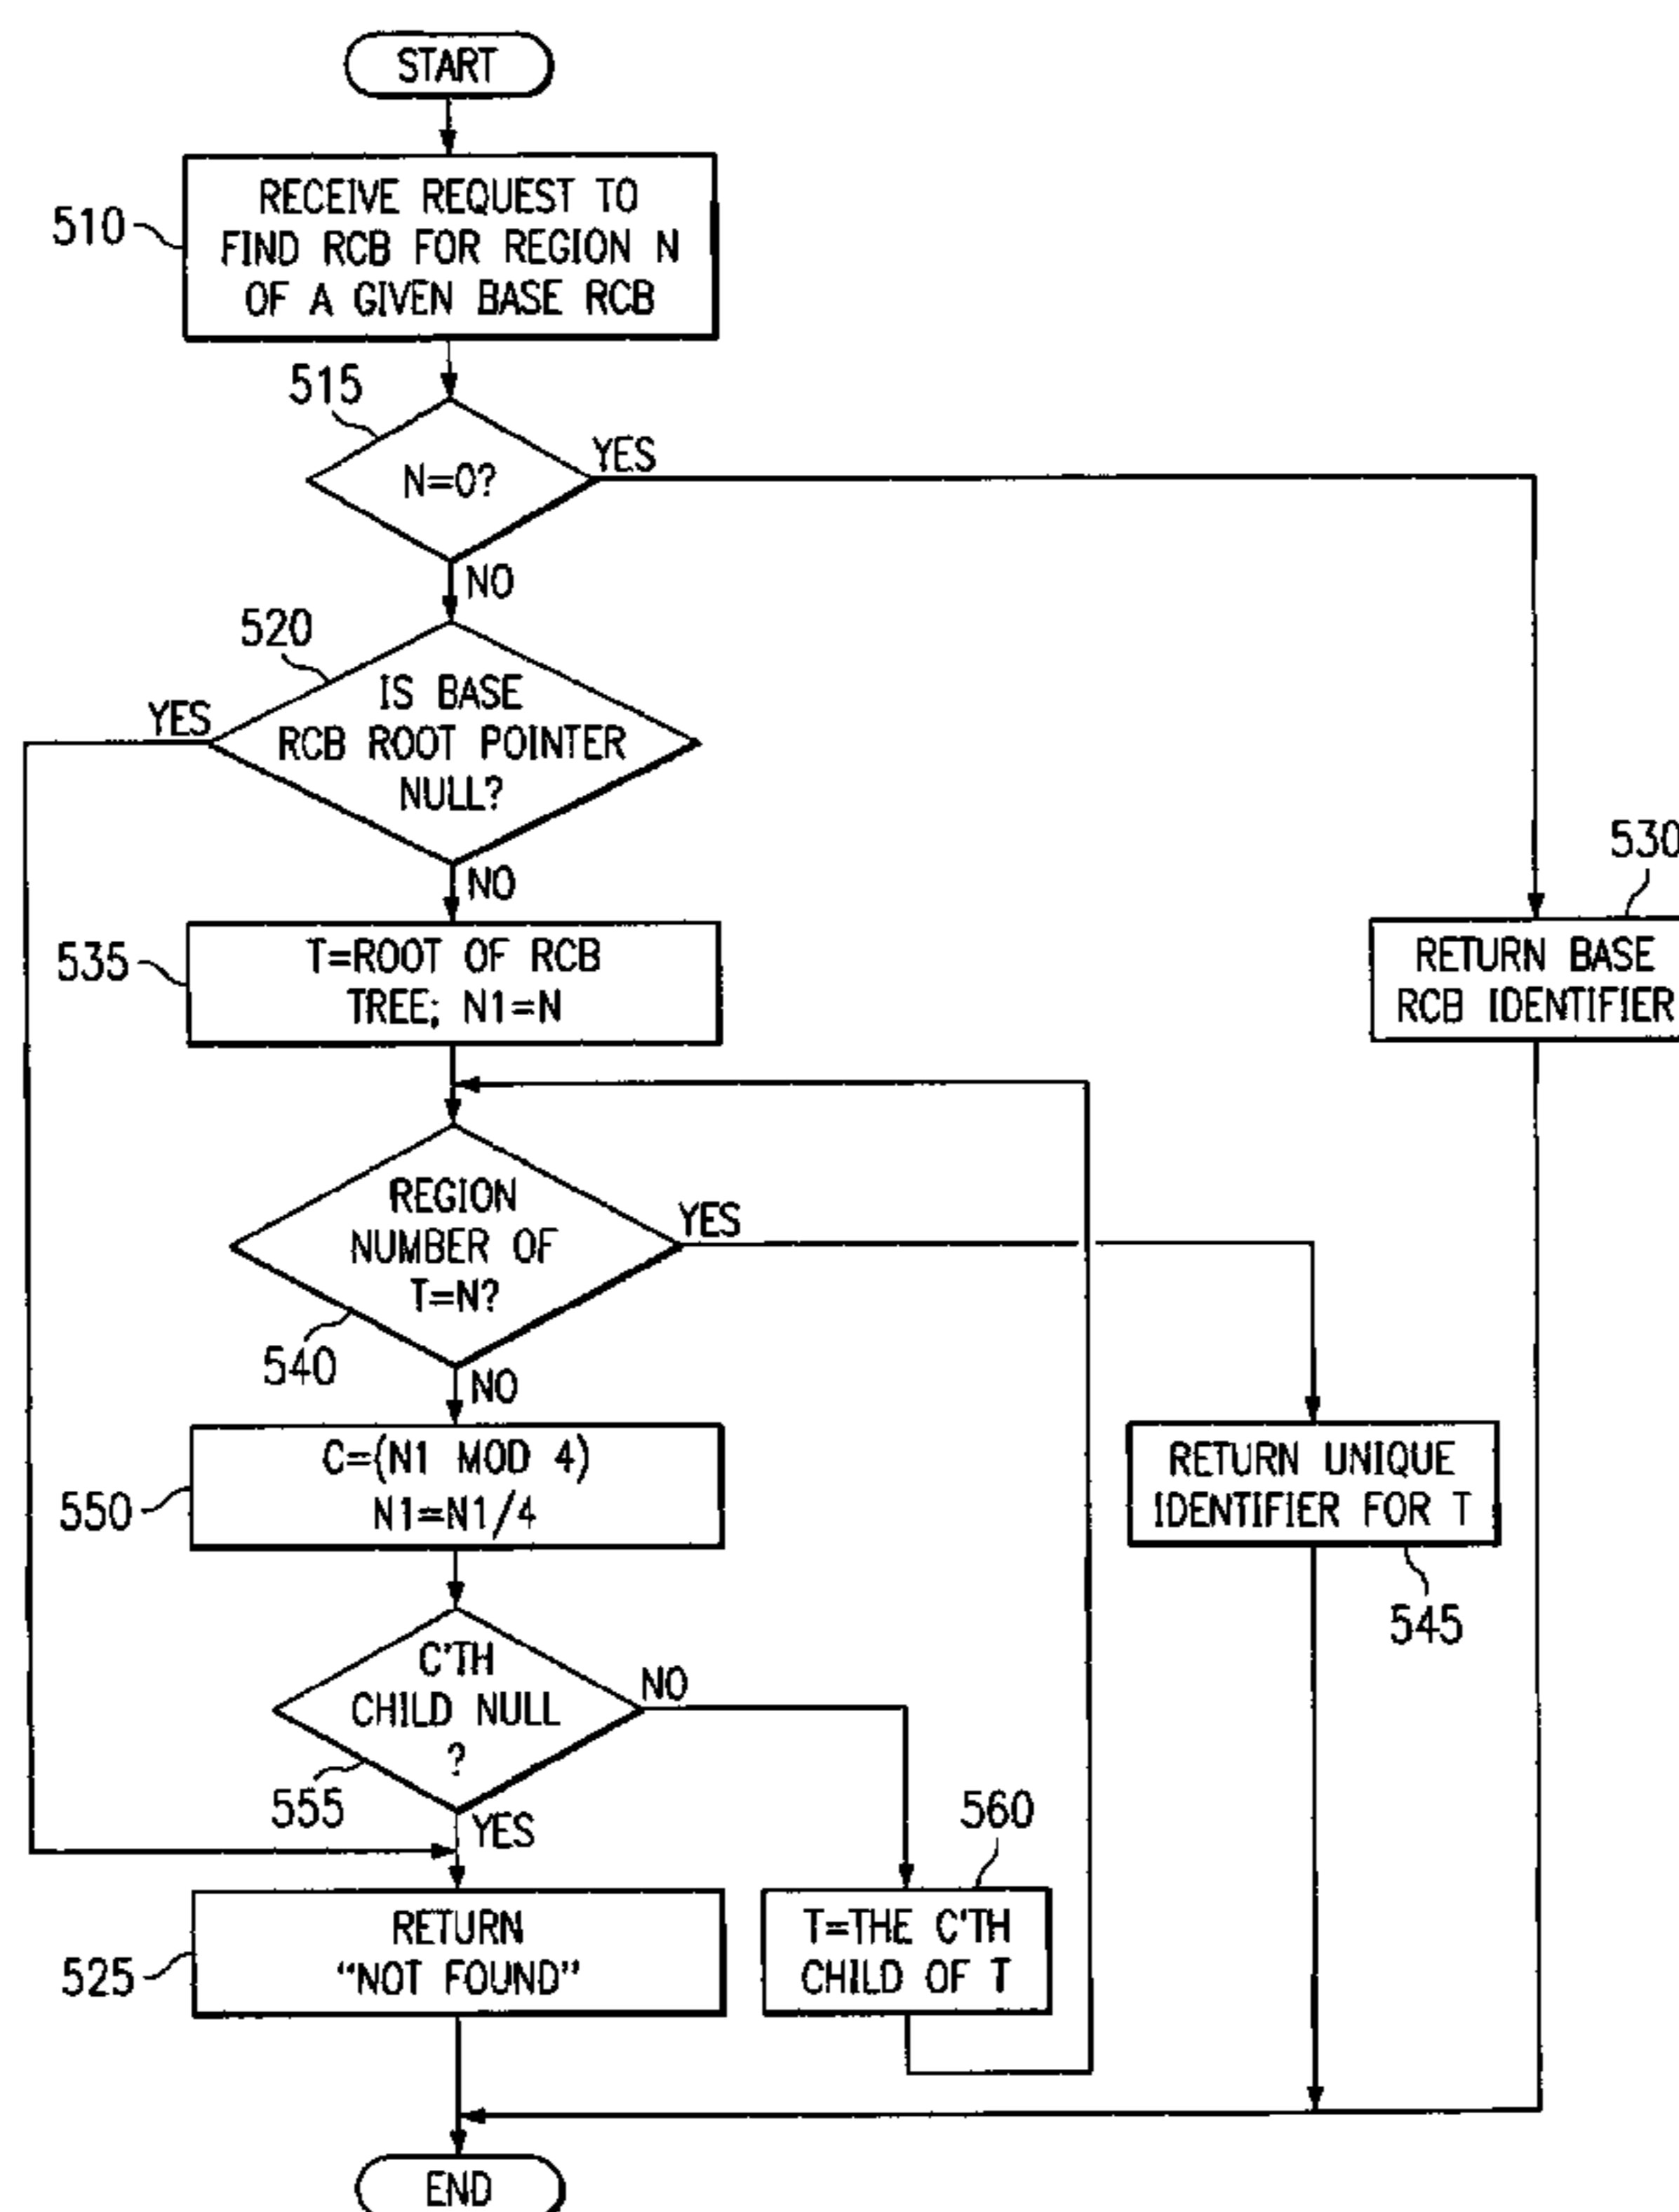 START
RECEIVE REQUEST TO
FIND RCB FOR REGION N
OF A GIVEN BASE RCB
510
515
N=0?
YES
NO
520
IS BASE
RCB ROOT POINTER
NULL?
YES
NO
530
RETURN BASE
RCB IDENTIFIER
535
T=ROOT OF RCB
TREE; N1=N
REGION
NUMBER OF
T=N?
YES
540
NO
550
C=(N1 MOD 4)
N1=N1/4
RETURN UNIQUE
IDENTIFIER FOR T
545
C'TH
CHILD NULL
?
NO
555
YES
560
525
RETURN
“NOT FOUND”
T=THE C'TH
CHILD OF T
END